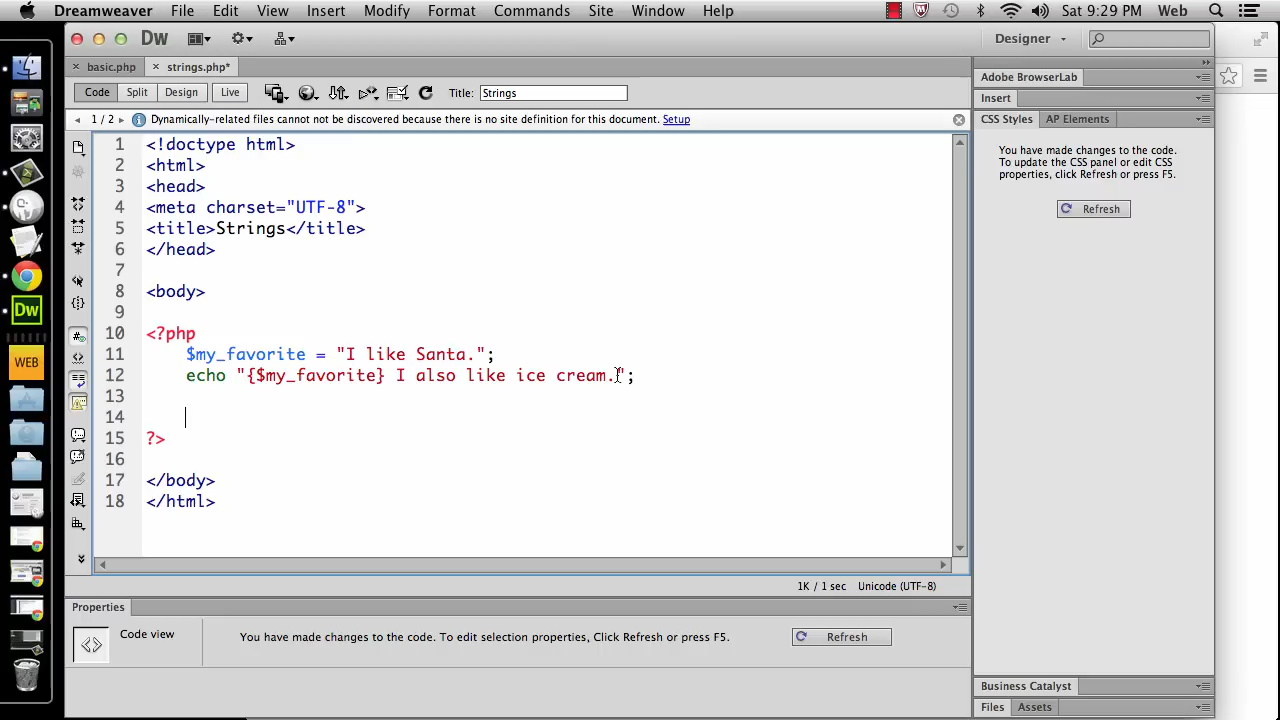 Dreamweaver File Edit View Insert Modify Format Commands Site Window Help Sat 9:29 PM Web
Dw Designer
basic.php strings.php*
Code Split Design Live Title: Strings
1 / 2 Dynamically-related files cannot not be discovered because there is no site definition for this document. Setup
1 <!doctype html>
2 <html>
3 <head>
4 <meta charset="UTF-8">
5 <title>Strings</title>
6 </head>
7
8 <body>
9
10 <?php
11 $my_favorite = "I like Santa.";
12 echo "{$my_favorite} I also like ice cream.";
13
14
15 ?>
16
17 </body>
18 </html>
1K / 1 sec Unicode (UTF-8)
Properties
Code view
You have made changes to the code. To edit selection properties, Click Refresh or press F5.
Refresh
Adobe BrowserLab
Insert
CSS Styles AP Elements
You have made changes to the code.
To update the CSS panel or edit CSS
properties, click Refresh or press F5.
Refresh
Business Catalyst
Files Assets
Dw
WEB